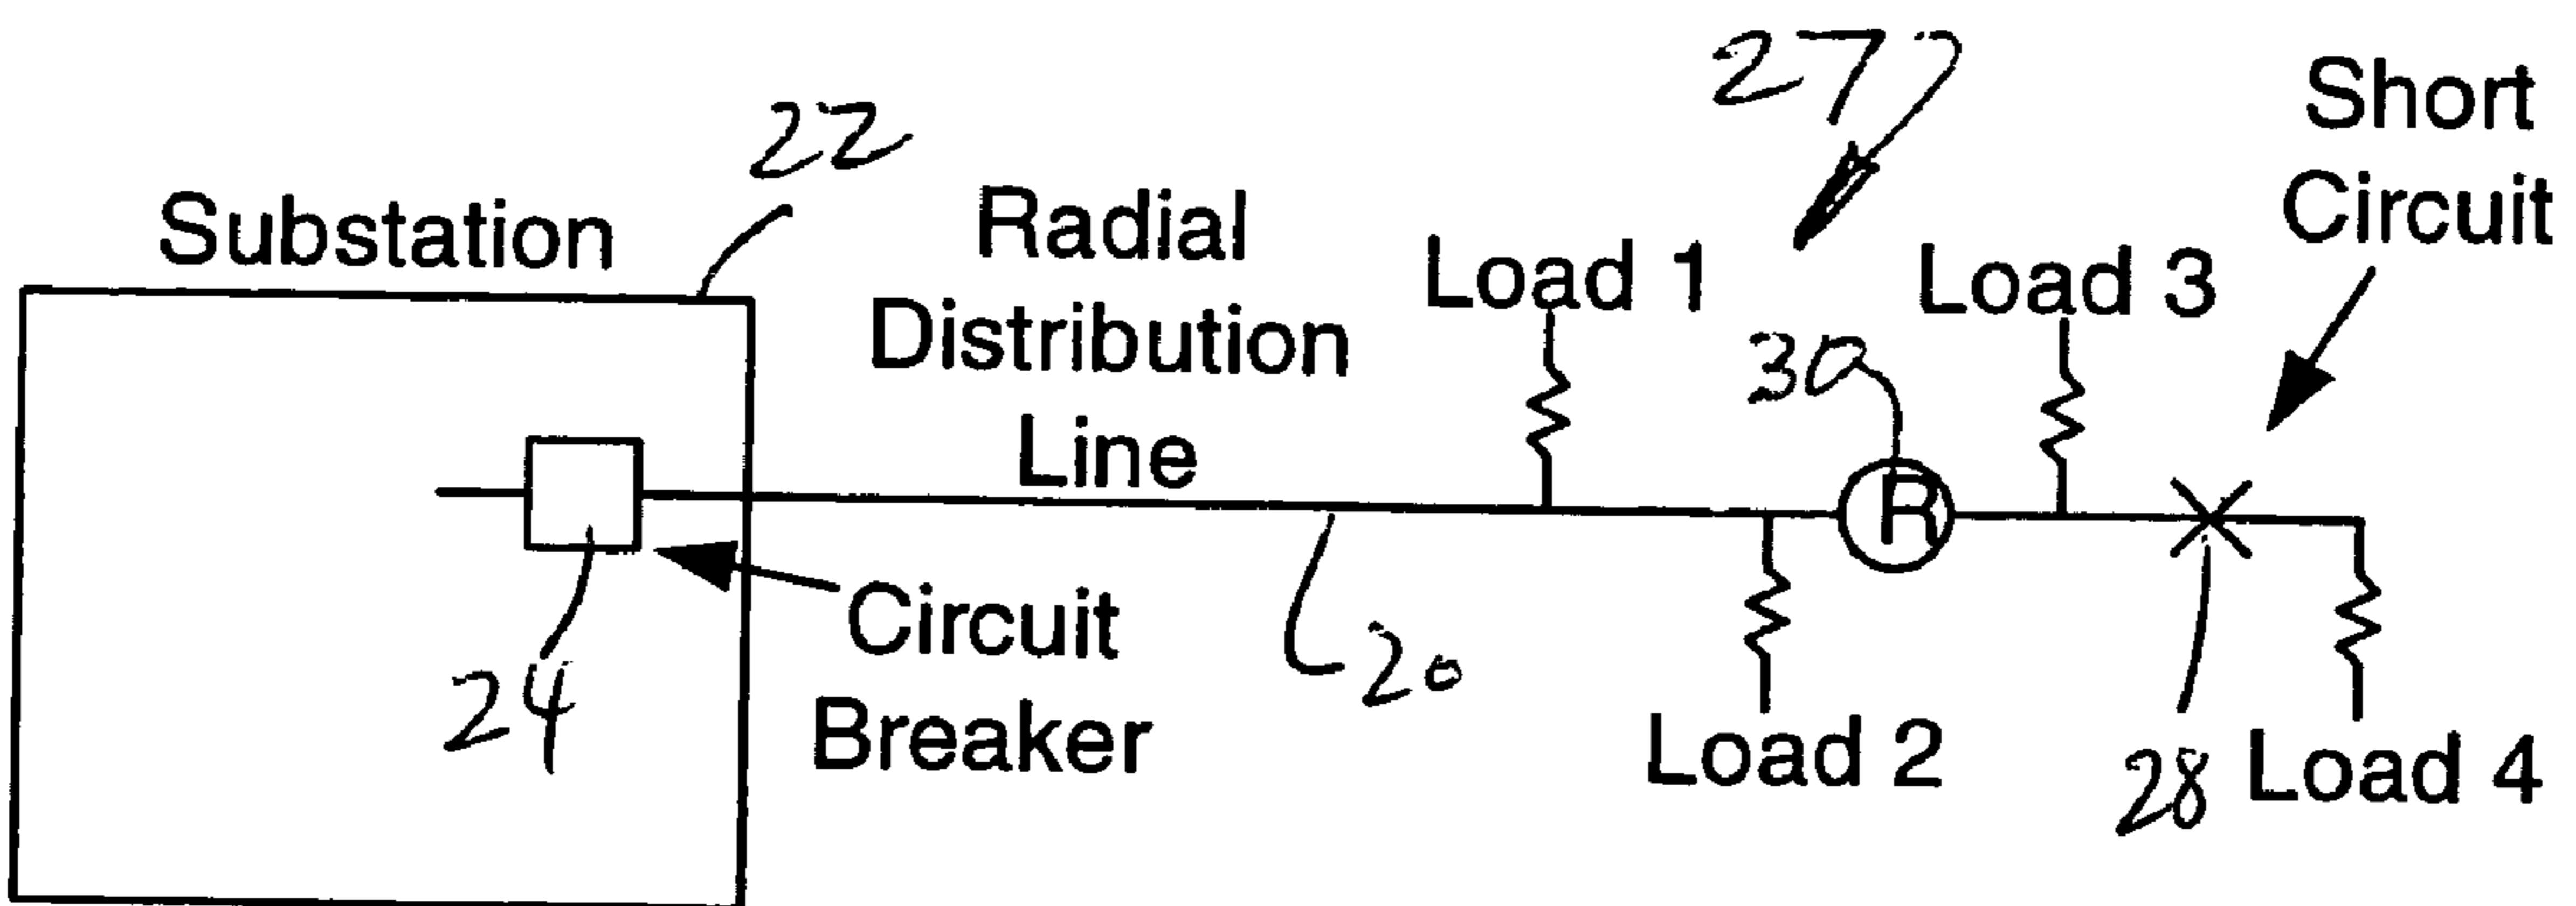 27
Short
Circuit
22
Substation
Radial
Distribution
Line
Load 1
Load 3
30
R
Circuit
Breaker
24
20
Load 2
28
Load 4